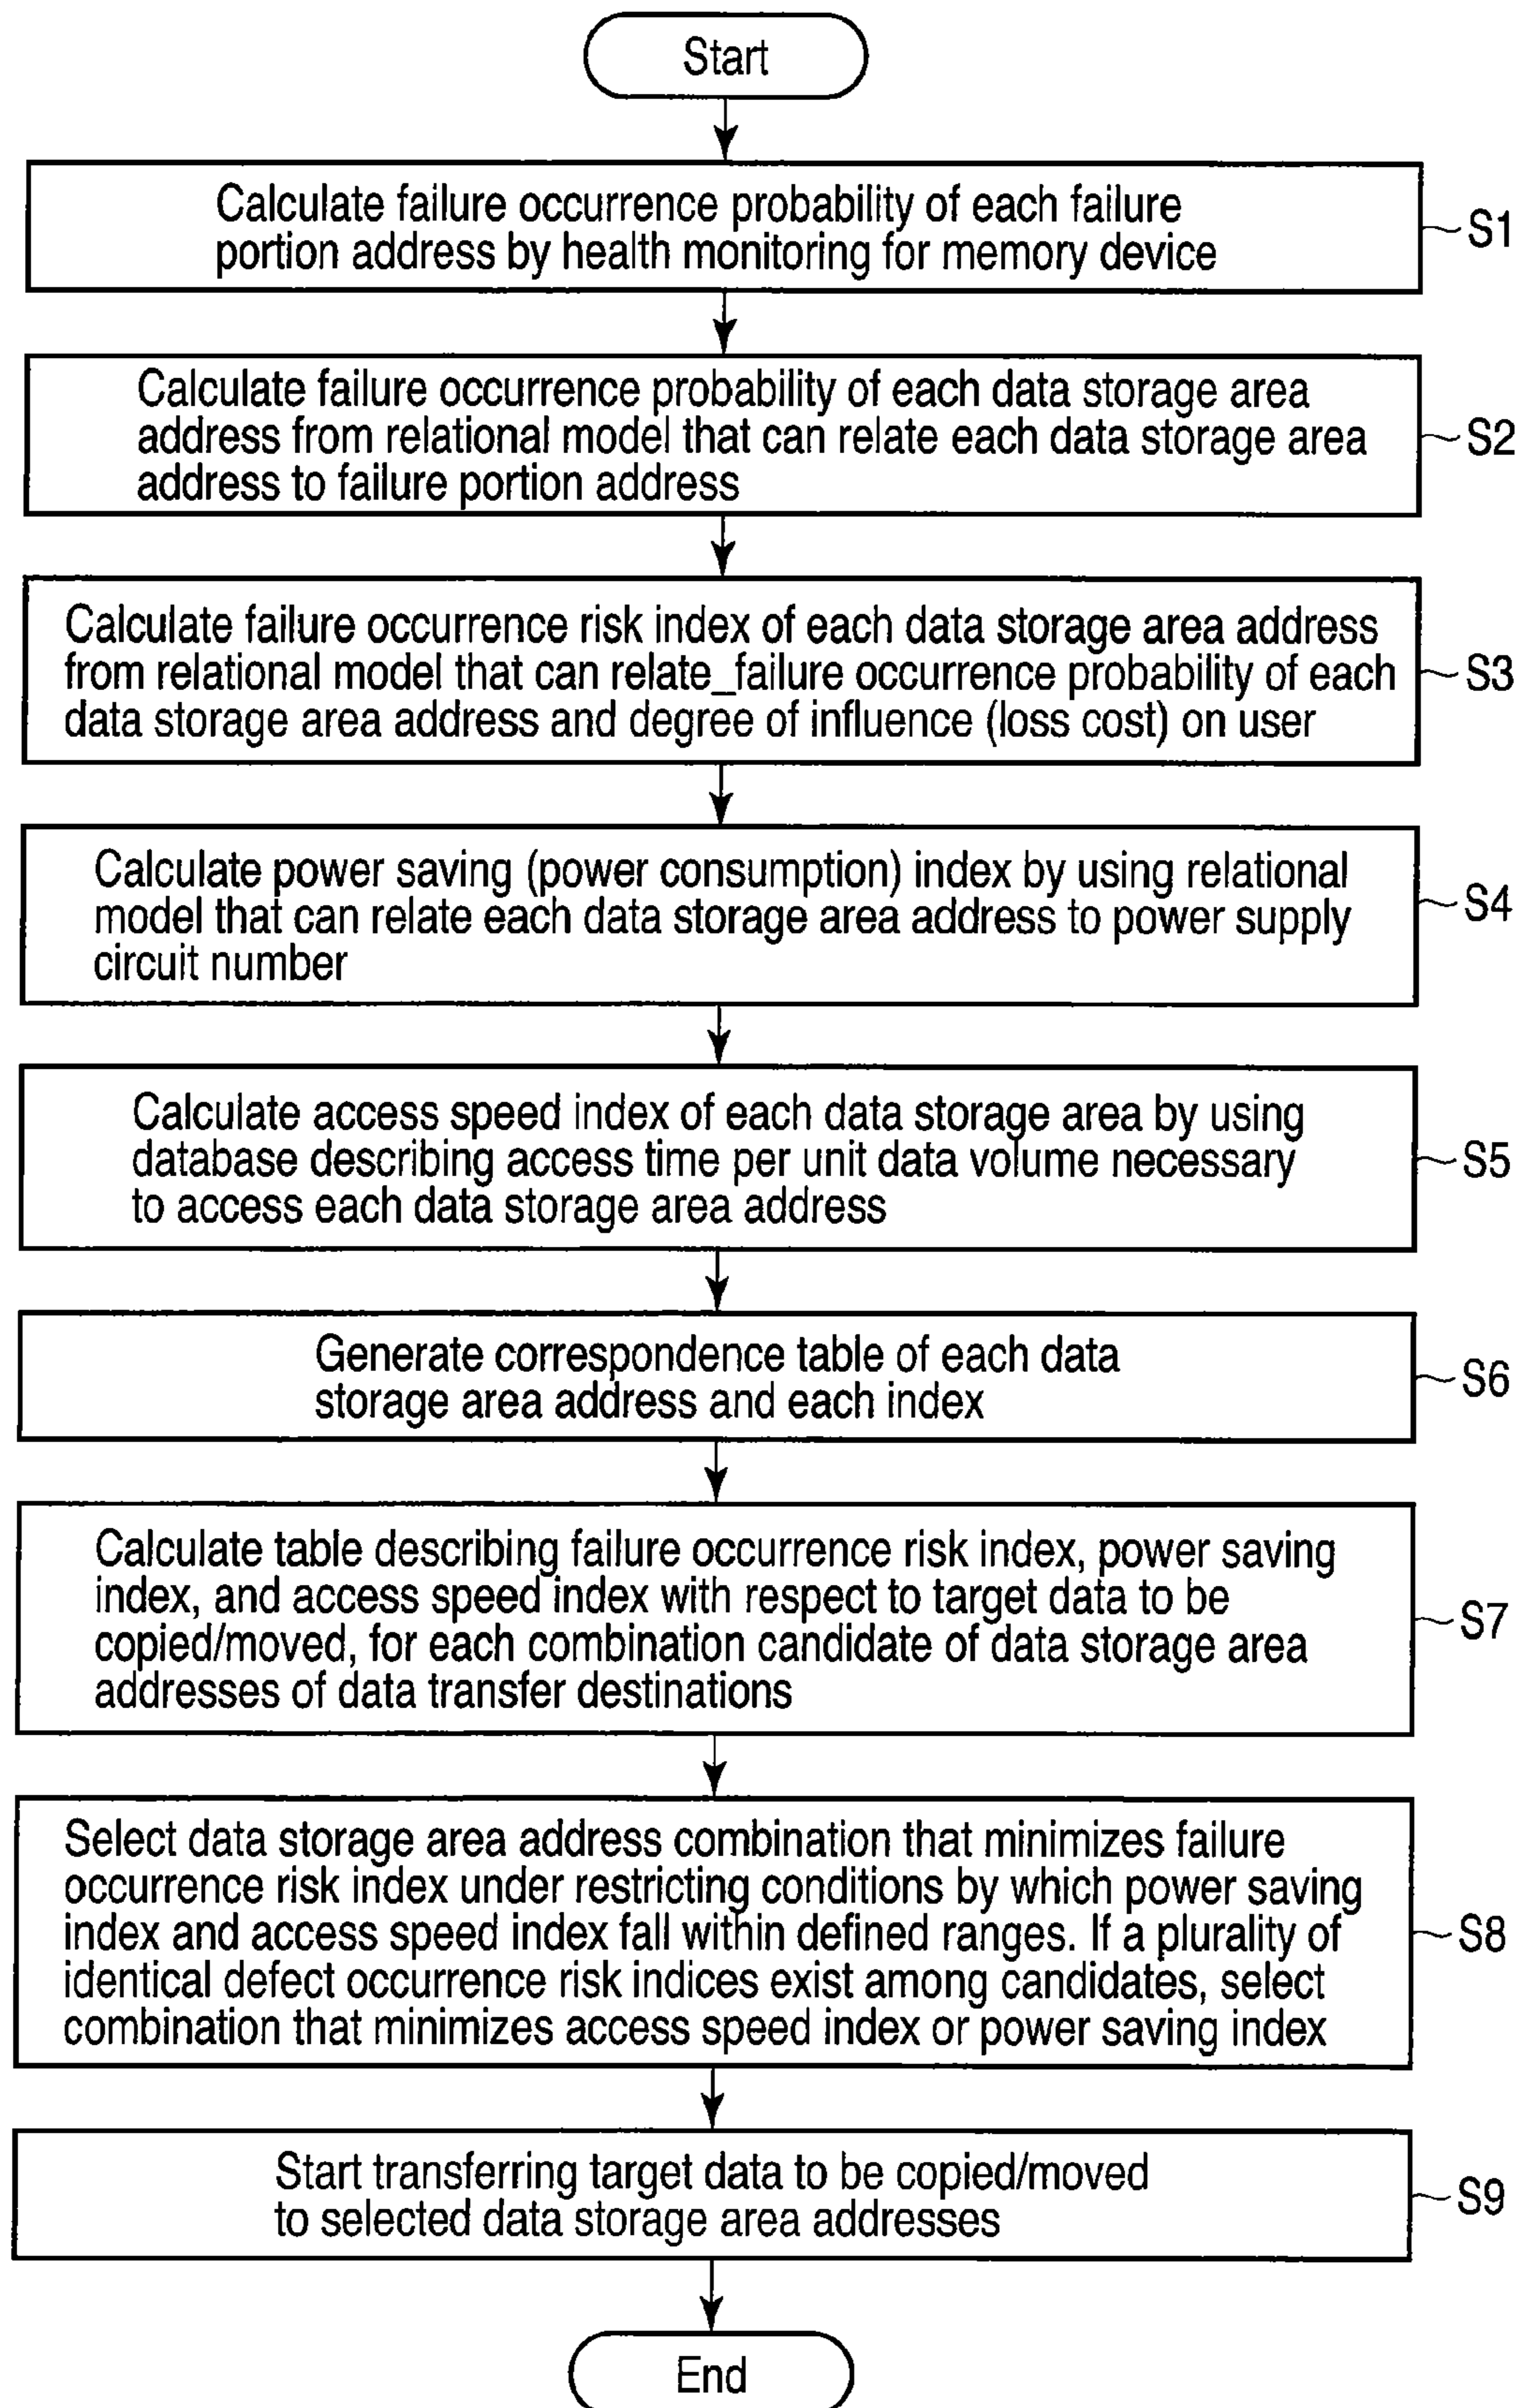 Start
Calculate failure occurrence probability of each failure
portion address by health monitoring for memory device
S1
Calculate failure occurrence probability of each data storage area
address from relational model that can relate each data storage area
address to failure portion address
S2
Calculate failure occurrence risk index of each data storage area address
from relational model that can relate_failure occurrence probability of each
data storage area address and degree of influence (loss cost) on user
S3
Calculate power saving (power consumption) index by using relational
model that can relate each data storage area address to power supply
circuit number
S4
Calculate access speed index of each data storage area by using
database describing access time per unit data volume necessary
to access each data storage area address
S5
Generate correspondence table of each data
storage area address and each index
S6
Calculate table describing failure occurrence risk index, power saving
index, and access speed index with respect to target data to be
copied/moved, for each combination candidate of data storage area
addresses of data transfer destinations
S7
Select data storage area address combination that minimizes failure
occurrence risk index under restricting conditions by which power saving
index and access speed index fall within defined ranges. If a plurality of
identical defect occurrence risk indices exist among candidates, select
combination that minimizes access speed index or power saving index
S8
Start transferring target data to be copied/moved
to selected data storage area addresses
S9
End